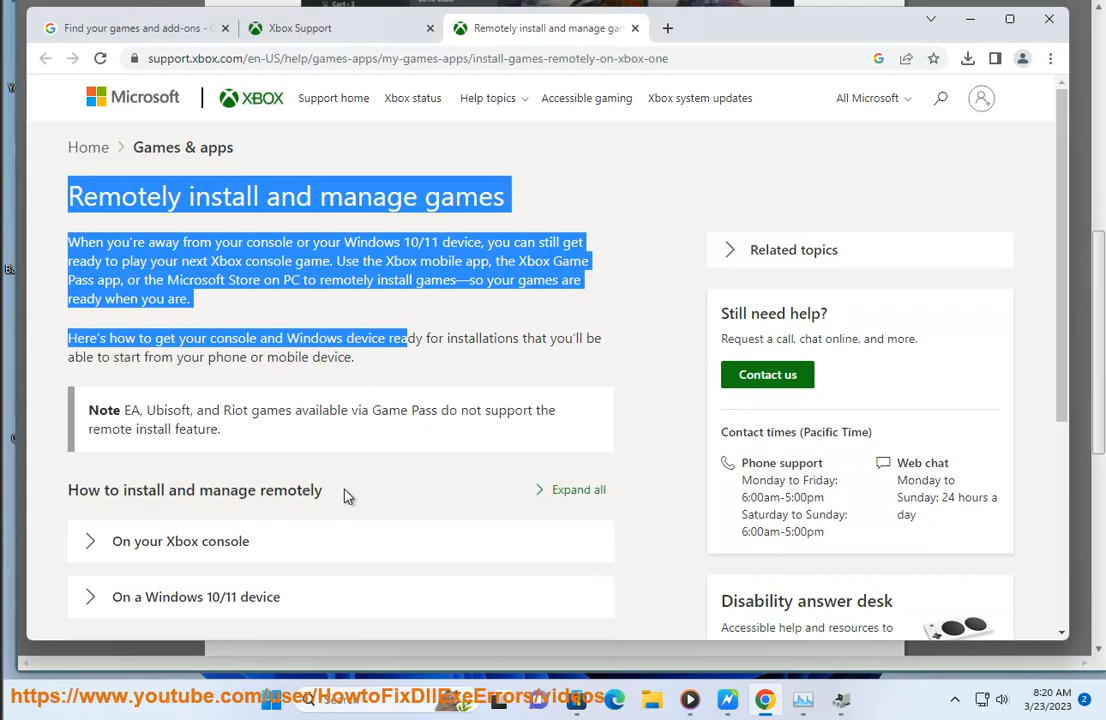 Cart • 3
Find your games and add-ons -
Xbox Support
Remotely install and manage gam
support.xbox.com/en-US/help/games-apps/my-games-apps/install-games-remotely-on-xbox-one
Microsoft
XBOX
Support home
Xbox status
Help topics
Accessible gaming
Xbox system updates
All Microsoft
Home
Games & apps
Remotely install and manage games
When you're away from your console or your Windows 10/11 device, you can still get
ready to play your next Xbox console game. Use the Xbox mobile app, the Xbox Game
Pass app, or the Microsoft Store on PC to remotely install games—so your games are
ready when you are.
Here's how to get your console and Windows device ready for installations that you'll be
able to start from your phone or mobile device.
Note EA, Ubisoft, and Riot games available via Game Pass do not support the
remote install feature.
How to install and manage remotely
Expand all
On your Xbox console
On a Windows 10/11 device
Related topics
Still need help?
Request a call, chat online, and more.
Contact us
Contact times (Pacific Time)
Phone support
Monday to Friday:
6:00am-5:00pm
Saturday to Sunday:
6:00am-5:00pm
Web chat
Monday to
Sunday: 24 hours a
day
Disability answer desk
Accessible help and resources to
https://www.youtube.com/user/HowtoFixDllExeErrors/videos
Search
8:20 AM
3/23/2023
2